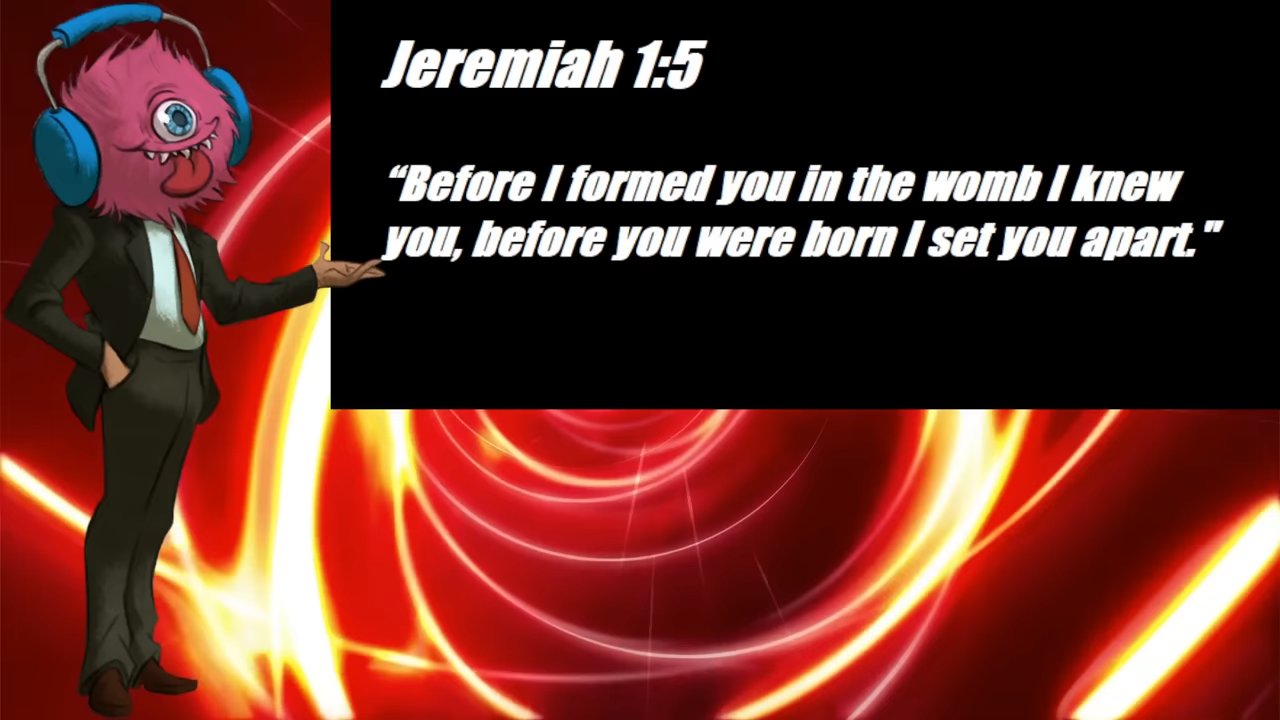 Jeremiah 1:5
“Before I formed you in the womb I knew
you, before you were born I set you apart."